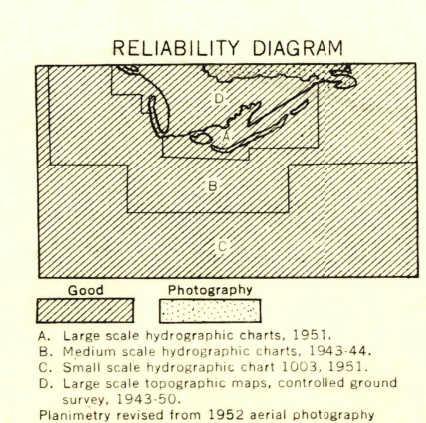 RELIABILITY DIAGRAM
D
A
B
C
Good Photography
A. Large scale hydrographic charts, 1951.
B. Medium scale hydrographic charts, 1943-44.
C. Small scale hydrographic chart 1003, 1951.
D. Large scale topographic maps, controlled ground
survey, 1943-50.
Planimetry revised from 1952 aerial photography